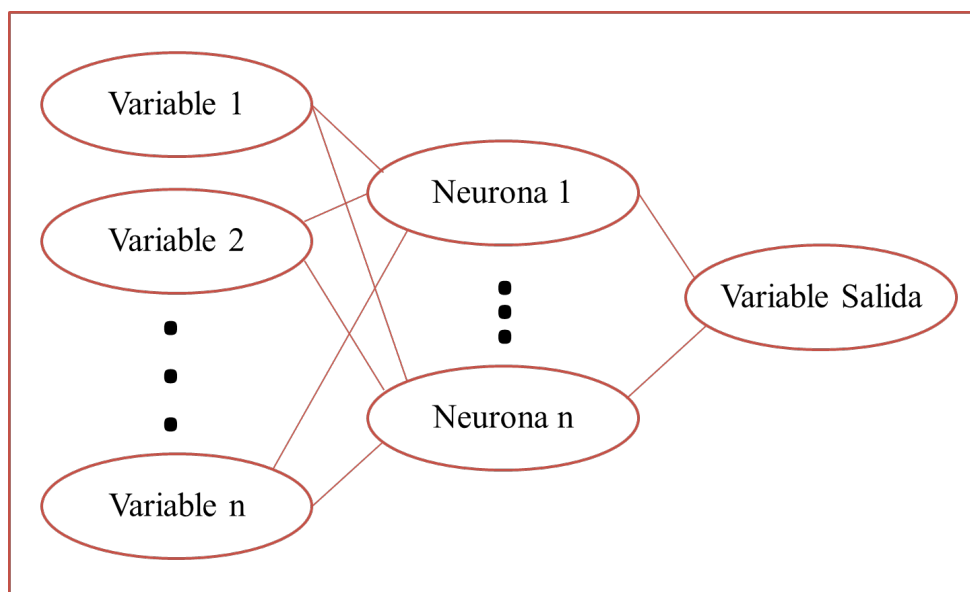 Variable 1
Variable 2
Variable n
Neurona 1
Neurona n
Variable Salida